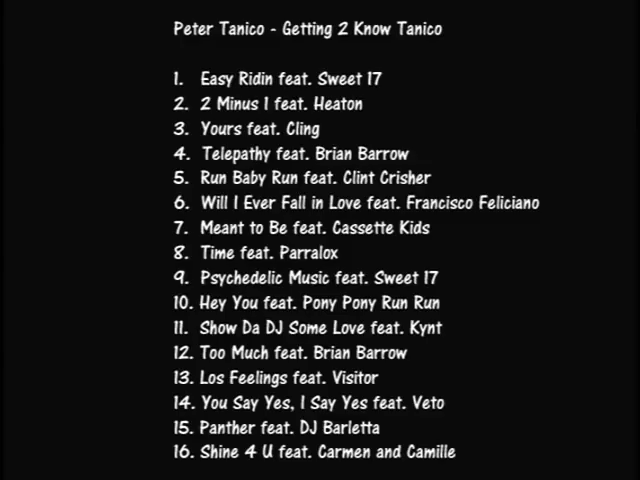 Peter Tanico - Getting 2 Know Tanico
1. Easy Ridin feat. Sweet 17
2. 2 Minus 1 feat. Heaton
3. Yours feat. Cling
4. Telepathy feat. Brian Barrow
5. Run Baby Run feat. Clint Crisher
6. Will I Ever Fall in Love feat. Francisco Feliciano
7. Meant to Be feat. Cassette Kids
8. Time feat. Parralox
9. Psychedelic Music feat. Sweet 17
10. Hey You feat. Pony Pony Run Run
11. Show Da DJ Some Love feat. Kynt
12. Too Much feat. Brian Barrow
13. Los Feelings feat. Visitor
14. You Say Yes, I Say Yes feat. Veto
15. Panther feat. DJ Barletta
16. Shine 4 U feat. Carmen and Camille